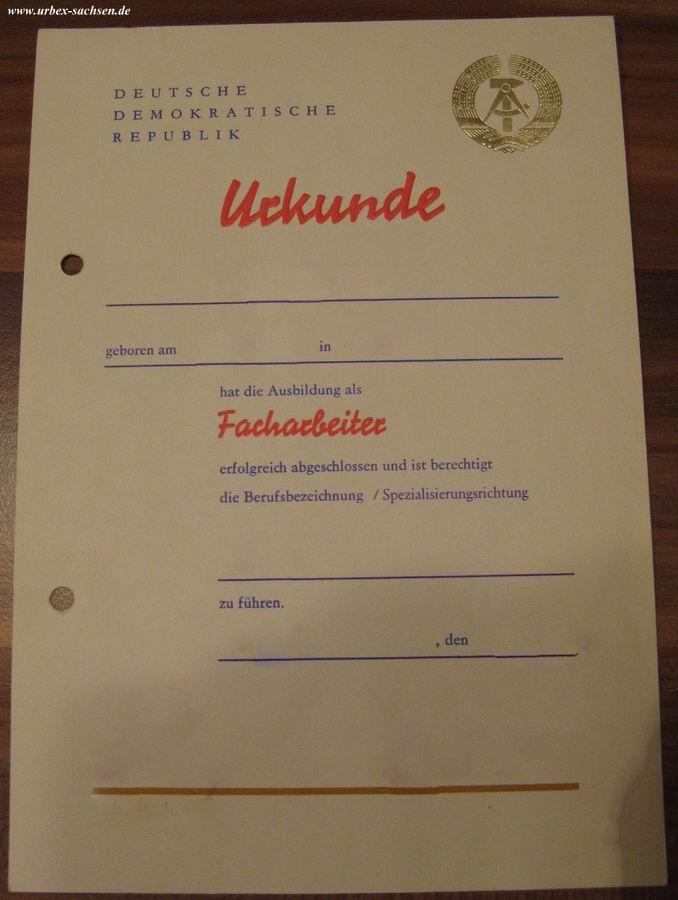 www.urbex-sachsen.de
DEUTSCHE
DEMOKRATISCHE
REPUBLIK
Urkunde
geboren am in
hat die Ausbildung als
Facharbeiter
erfolgreich abgeschlossen und ist berechtigt
die Berufsbezeichnung / Spezialisierungsrichtung
zu führen.
, den